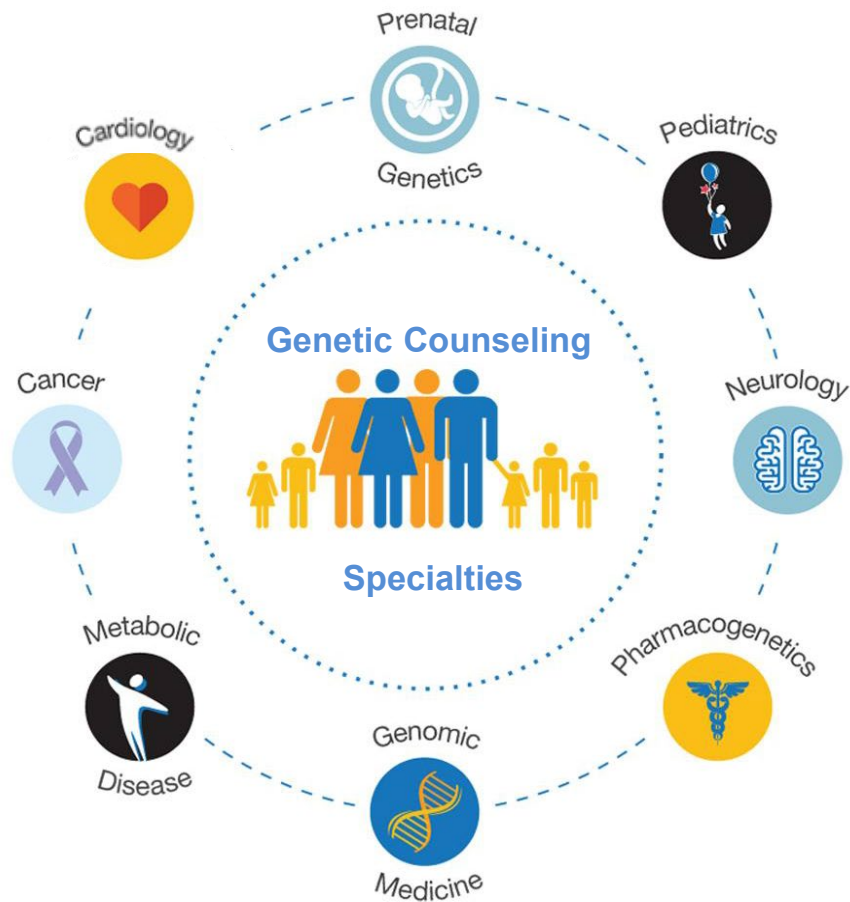 Prenatal
Genetics
Pediatrics
Neurology
Pharmacogenetics
Genomic
Medicine
Metabolic
Disease
Cancer
Cardiology
Genetic Counseling
Specialties